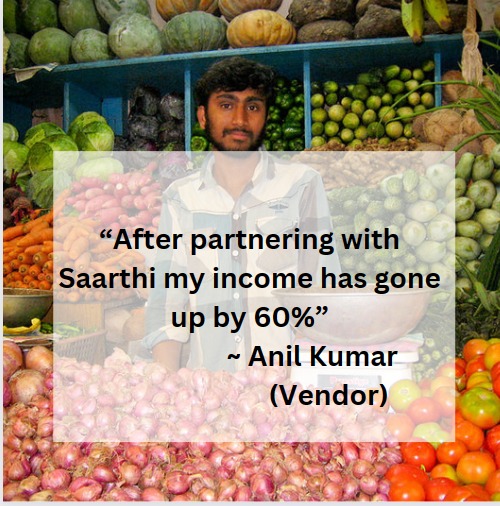 “After partnering with
Saarthi my income has gone
up by 60%”
~ Anil Kumar
(Vendor)